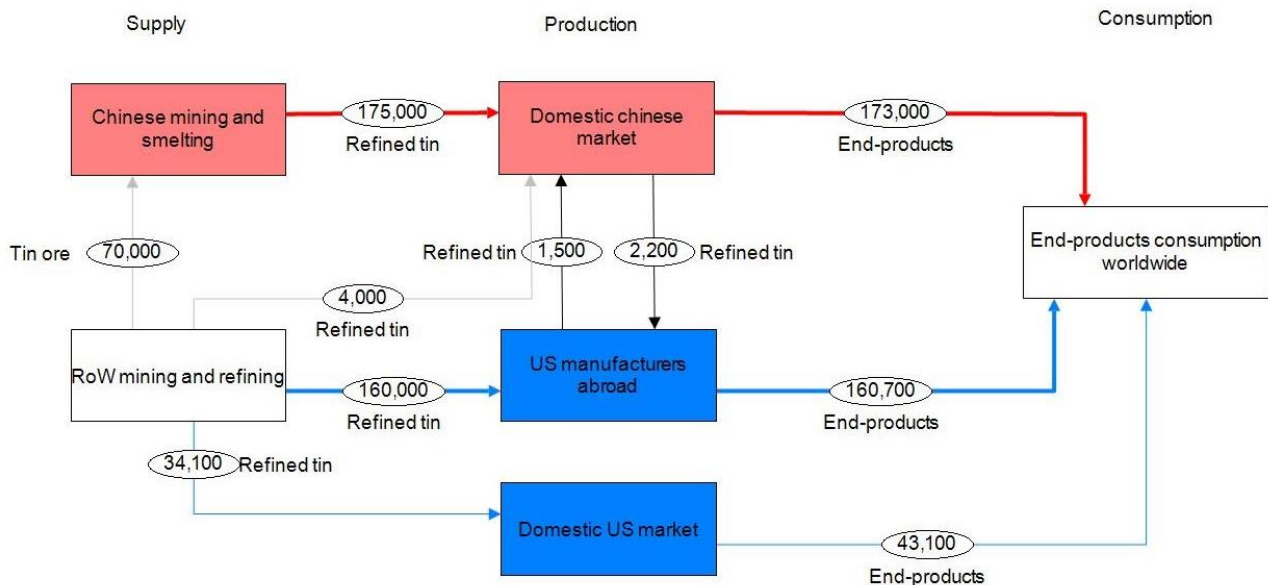 Supply
Production
Consumption
Chinese mining and
smelting
175,000
Refined tin
Domestic chinese
market
173,000
End-products
Tin ore
70,000
Refined tin
1,500
2,200
Refined tin
End-products consumption
worldwide
4,000
Refined tin
RoW mining and refining
160,000
Refined tin
US manufacturers
abroad
160,700
End-products
34,100
Refined tin
Domestic US market
43,100
End-products